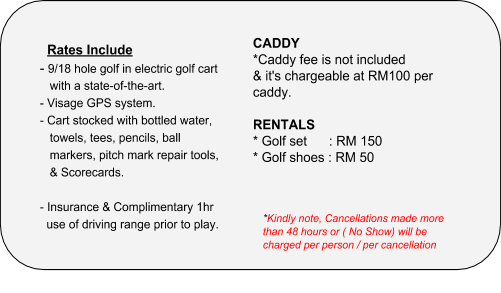 Rates Include
- 9/18 hole golf in electric golf cart
with a state-of-the-art.
- Visage GPS system.
- Cart stocked with bottled water,
towels, tees, pencils, ball
markers, pitch mark repair tools,
& Scorecards.
- Insurance & Complimentary 1hr
use of driving range prior to play.
CADDY
*Caddy fee is not included
& it's chargeable at RM100 per
caddy.
RENTALS
* Golf set : RM 150
* Golf shoes : RM 50
*Kindly note, Cancellations made more
than 48 hours or ( No Show) will be
charged per person / per cancellation